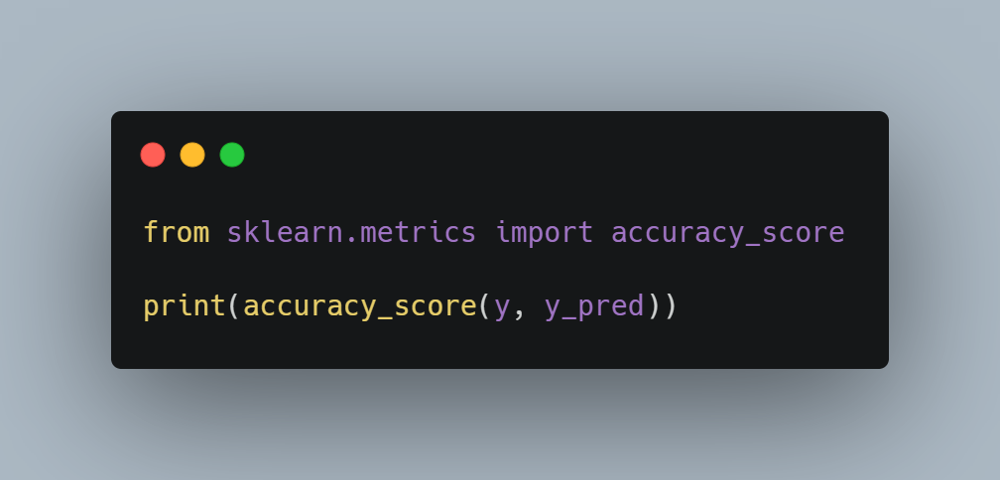 from sklearn.metrics import accuracy_score
print(accuracy_score(y, y_pred))